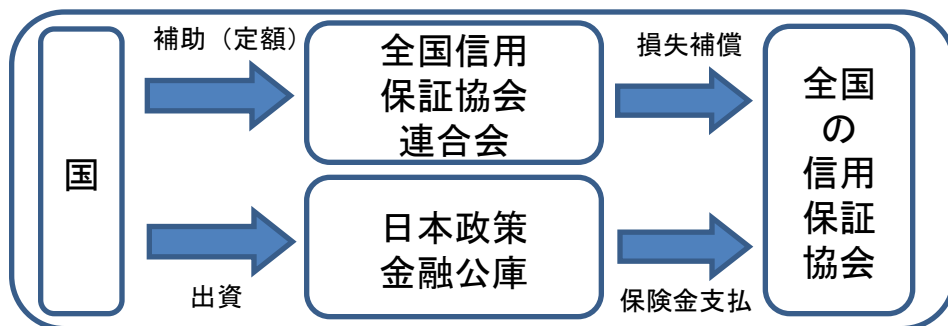 国
補助（定額）
全国信用
保証協会
連合会
損失補償
出資
日本政策
金融公庫
保険金支払
全国
の
信用
保証
協会